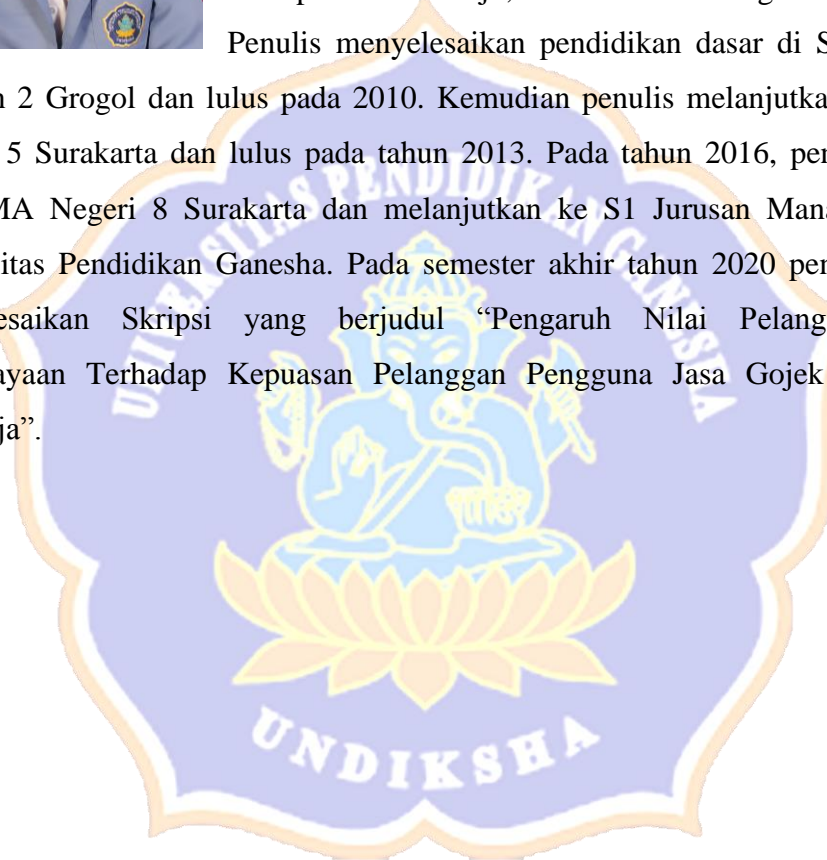 Penulis menyelesaikan pendidikan dasar di S
2 Grogol dan lulus pada 2010. Kemudian penulis melanjutka
5 Surakarta dan lulus pada tahun 2013. Pada tahun 2016, pen
MA Negeri 8 Surakarta dan melanjutkan ke S1 Jurusan Mana
itas Pendidikan Ganesha. Pada semester akhir tahun 2020 pen
esaikan Skripsi yang berjudul “Pengaruh Nilai Pelang
ayaan Terhadap Kepuasan Pelanggan Pengguna Jasa Gojek
ja”.
UNIVERSITAS PENDIDIKAN GANESHA
UNDIKSHA